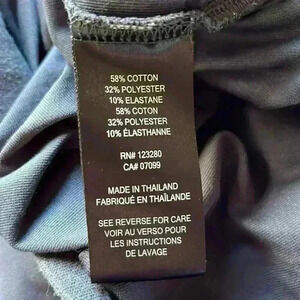 58% COTTON
32% POLYESTER
10% ELASTANE
58% COTON
32% POLYESTER
10% ÉLASTHANNE
RN# 123280
CA# 07099
MADE IN THAILAND
FABRIQUÉ EN THAÏLANDE
SEE REVERSE FOR CARE
VOIR AU VERSO POUR
LES INSTRUCTIONS
DE LAVAGE